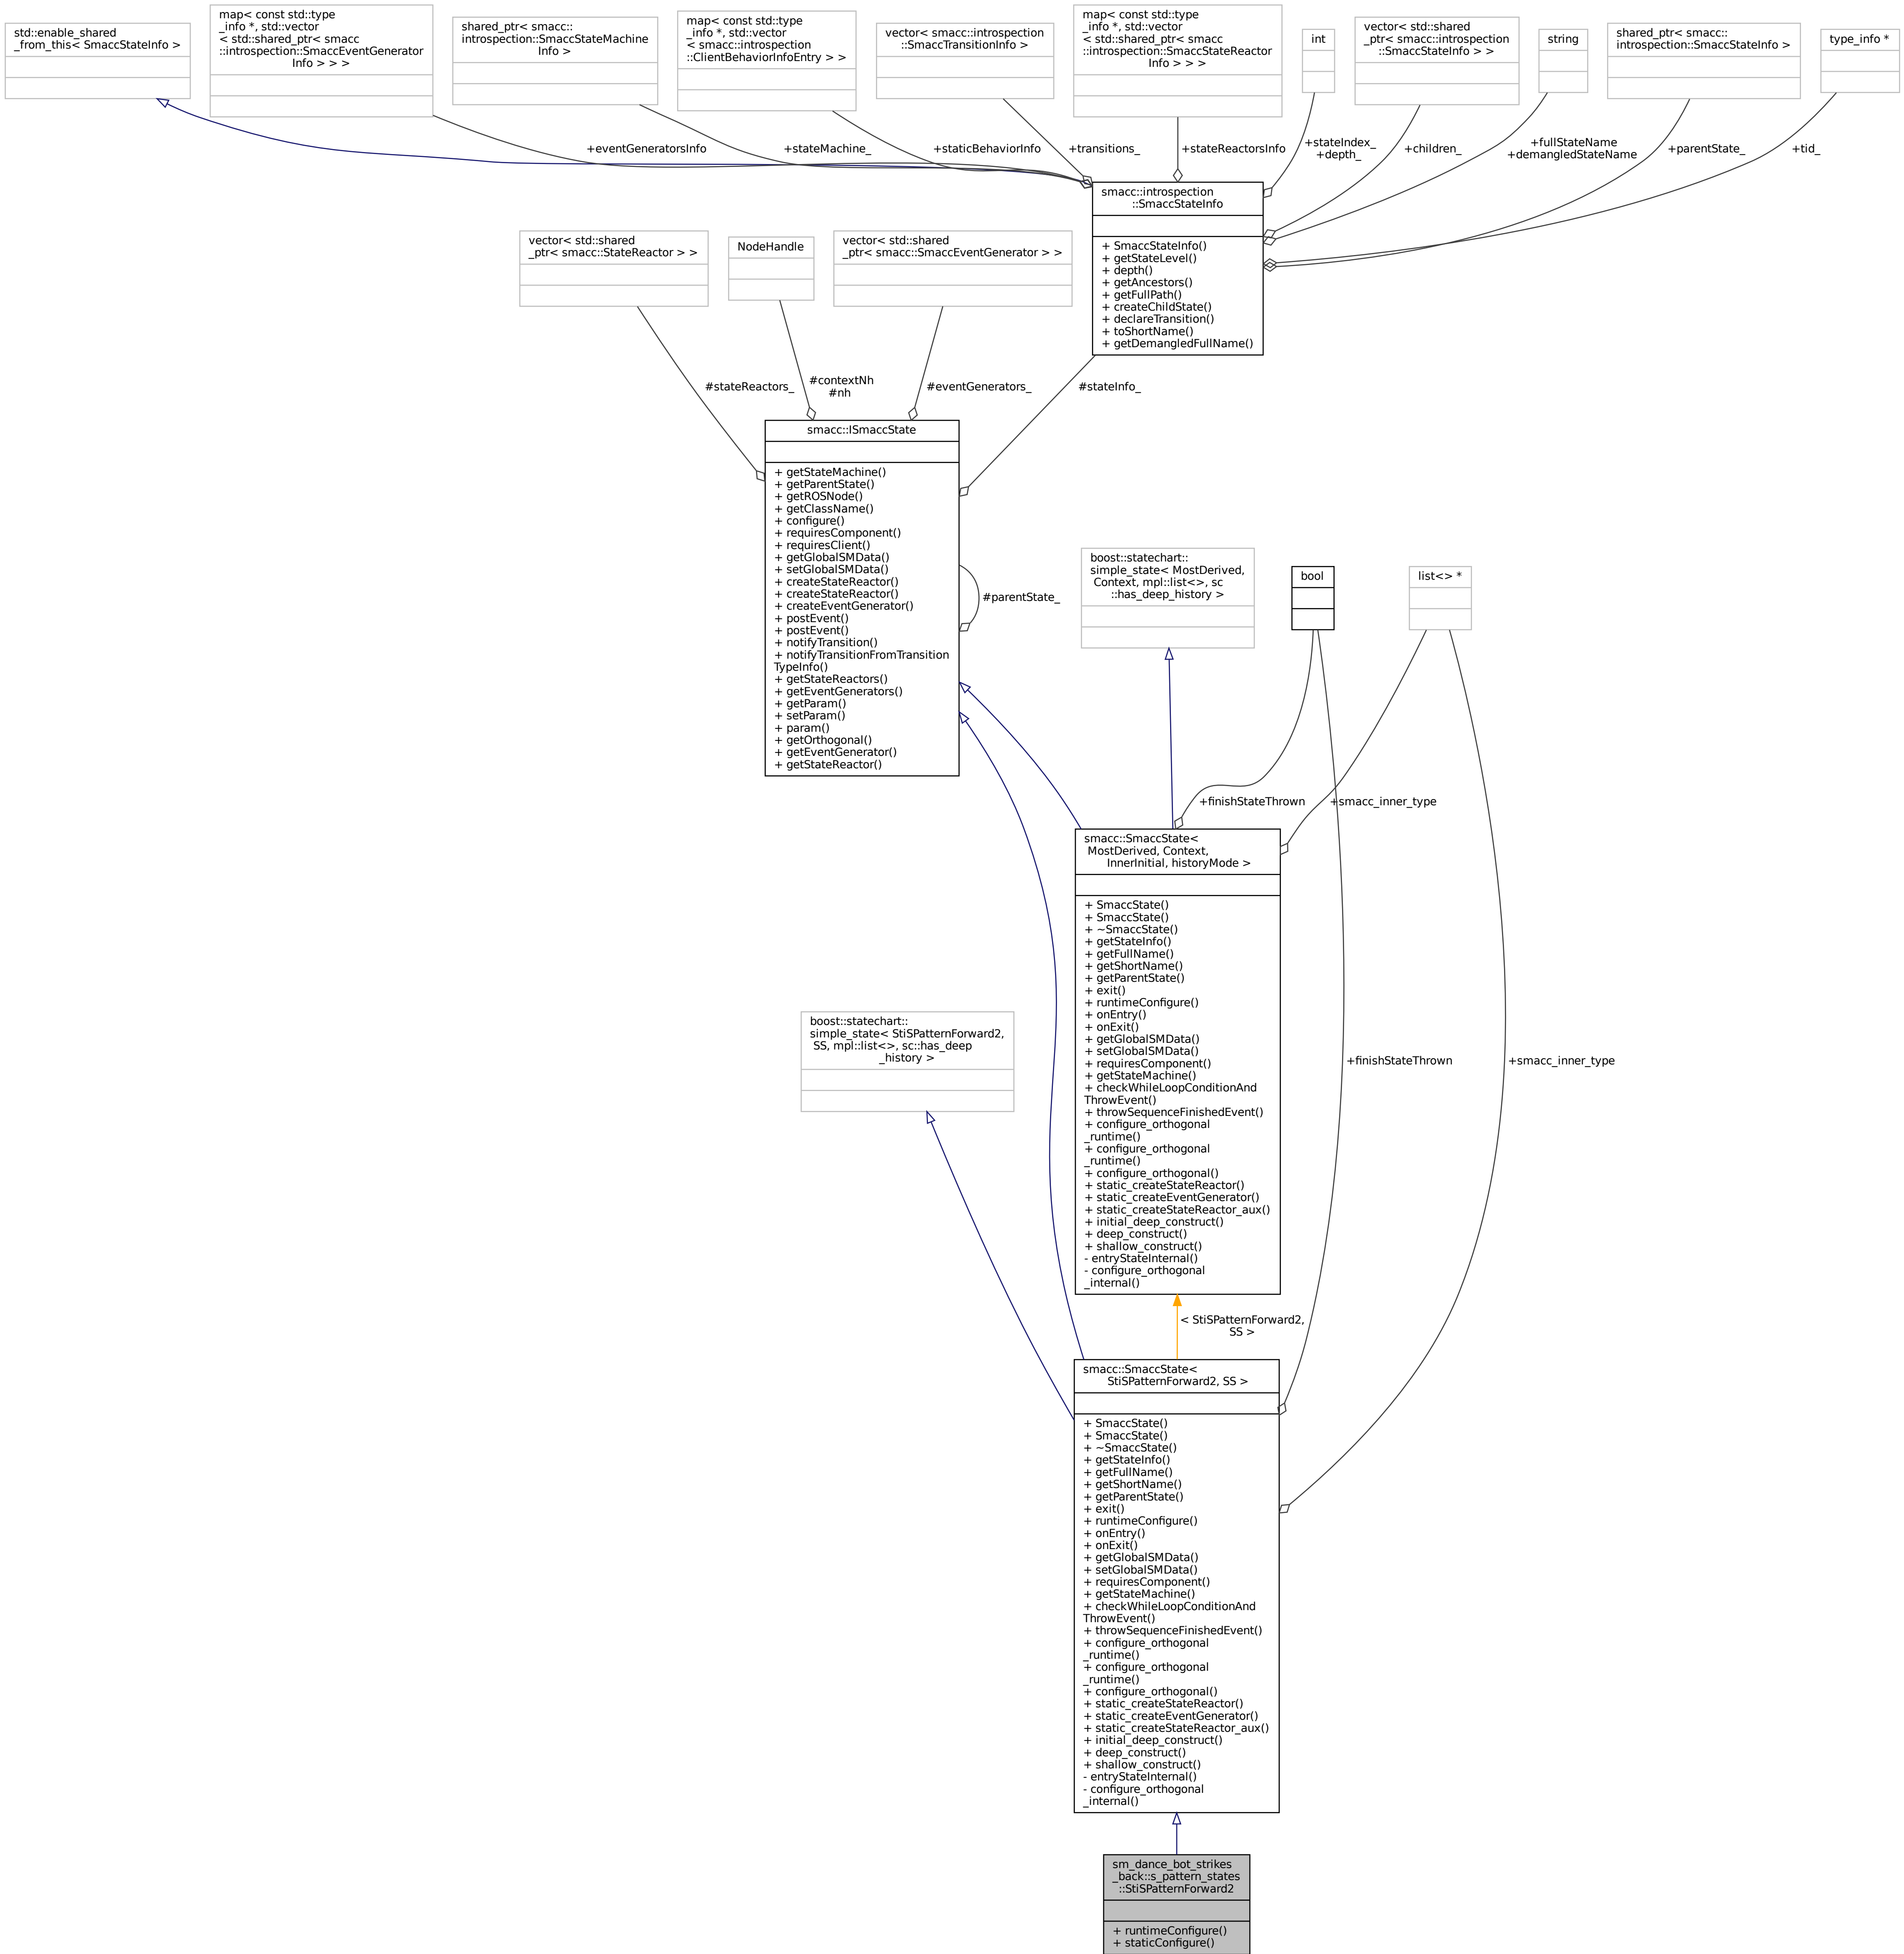 std::enable_shared
_from_this< SmaccStateInfo >
map< const std::type
_info *, std::vector
< std::shared_ptr< smacc
::introspection::SmaccEventGenerator
Info > > >
shared_ptr< smacc::
introspection::SmaccStateMachine
Info >
map< const std::type
_info *, std::vector
< smacc::introspection
::ClientBehaviorInfoEntry > >
vector< smacc::introspection
::SmaccTransitionInfo >
map< const std::type
_info *, std::vector
< std::shared_ptr< smacc
::introspection::SmaccStateReactor
Info > > >
int
vector< std::shared
_ptr< smacc::introspection
::SmaccStateInfo > >
string
shared_ptr< smacc::
introspection::SmaccStateInfo >
type_info *
+eventGeneratorsInfo
+stateMachine_
+staticBehaviorInfo
+transitions_
+stateReactorsInfo
+stateIndex_
+depth_
+children_
+fullStateName
+demangledStateName
+parentState_
+tid_
smacc::introspection
::SmaccStateInfo
+ SmaccStateInfo()
+ getStateLevel()
+ depth()
+ getAncestors()
+ getFullPath()
+ createChildState()
+ declareTransition()
+ toShortName()
+ getDemangledFullName()
vector< std::shared
_ptr< smacc::StateReactor > >
NodeHandle
vector< std::shared
_ptr< smacc::SmaccEventGenerator > >
#stateReactors_
#contextNh
#nh
#eventGenerators_
#stateInfo_
smacc::ISmaccState
+ getStateMachine()
+ getParentState()
+ getROSNode()
+ getClassName()
+ configure()
+ requiresComponent()
+ requiresClient()
+ getGlobalSMData()
+ setGlobalSMData()
+ createStateReactor()
+ createStateReactor()
+ createEventGenerator()
+ postEvent()
+ postEvent()
+ notifyTransition()
+ notifyTransitionFromTransition
TypeInfo()
+ getStateReactors()
+ getEventGenerators()
+ getParam()
+ setParam()
+ param()
+ getOrthogonal()
+ getEventGenerator()
+ getStateReactor()
#parentState_
boost::statechart::
simple_state< MostDerived,
Context, mpl::list<>, sc
::has_deep_history >
bool
list<> *
+finishStateThrown
+smacc_inner_type
smacc::SmaccState<
MostDerived, Context,
InnerInitial, historyMode >
+ SmaccState()
+ SmaccState()
+ ~SmaccState()
+ getStateInfo()
+ getFullName()
+ getShortName()
+ getParentState()
+ exit()
+ runtimeConfigure()
+ onEntry()
+ onExit()
+ getGlobalSMData()
+ setGlobalSMData()
+ requiresComponent()
+ getStateMachine()
+ checkWhileLoopConditionAnd
ThrowEvent()
+ throwSequenceFinishedEvent()
+ configure_orthogonal
_runtime()
+ configure_orthogonal
_runtime()
+ configure_orthogonal()
+ static_createStateReactor()
+ static_createEventGenerator()
+ static_createStateReactor_aux()
+ initial_deep_construct()
+ deep_construct()
+ shallow_construct()
- entryStateInternal()
- configure_orthogonal
_internal()
boost::statechart::
simple_state< StiSPatternForward2,
SS, mpl::list<>, sc::has_deep
_history >
+finishStateThrown
+smacc_inner_type
< StiSPatternForward2,
SS >
smacc::SmaccState<
StiSPatternForward2, SS >
+ SmaccState()
+ SmaccState()
+ ~SmaccState()
+ getStateInfo()
+ getFullName()
+ getShortName()
+ getParentState()
+ exit()
+ runtimeConfigure()
+ onEntry()
+ onExit()
+ getGlobalSMData()
+ setGlobalSMData()
+ requiresComponent()
+ getStateMachine()
+ checkWhileLoopConditionAnd
ThrowEvent()
+ throwSequenceFinishedEvent()
+ configure_orthogonal
_runtime()
+ configure_orthogonal
_runtime()
+ configure_orthogonal()
+ static_createStateReactor()
+ static_createEventGenerator()
+ static_createStateReactor_aux()
+ initial_deep_construct()
+ deep_construct()
+ shallow_construct()
- entryStateInternal()
- configure_orthogonal
_internal()
sm_dance_bot_strikes
_back::s_pattern_states
::StiSPatternForward2
+ runtimeConfigure()
+ staticConfigure()